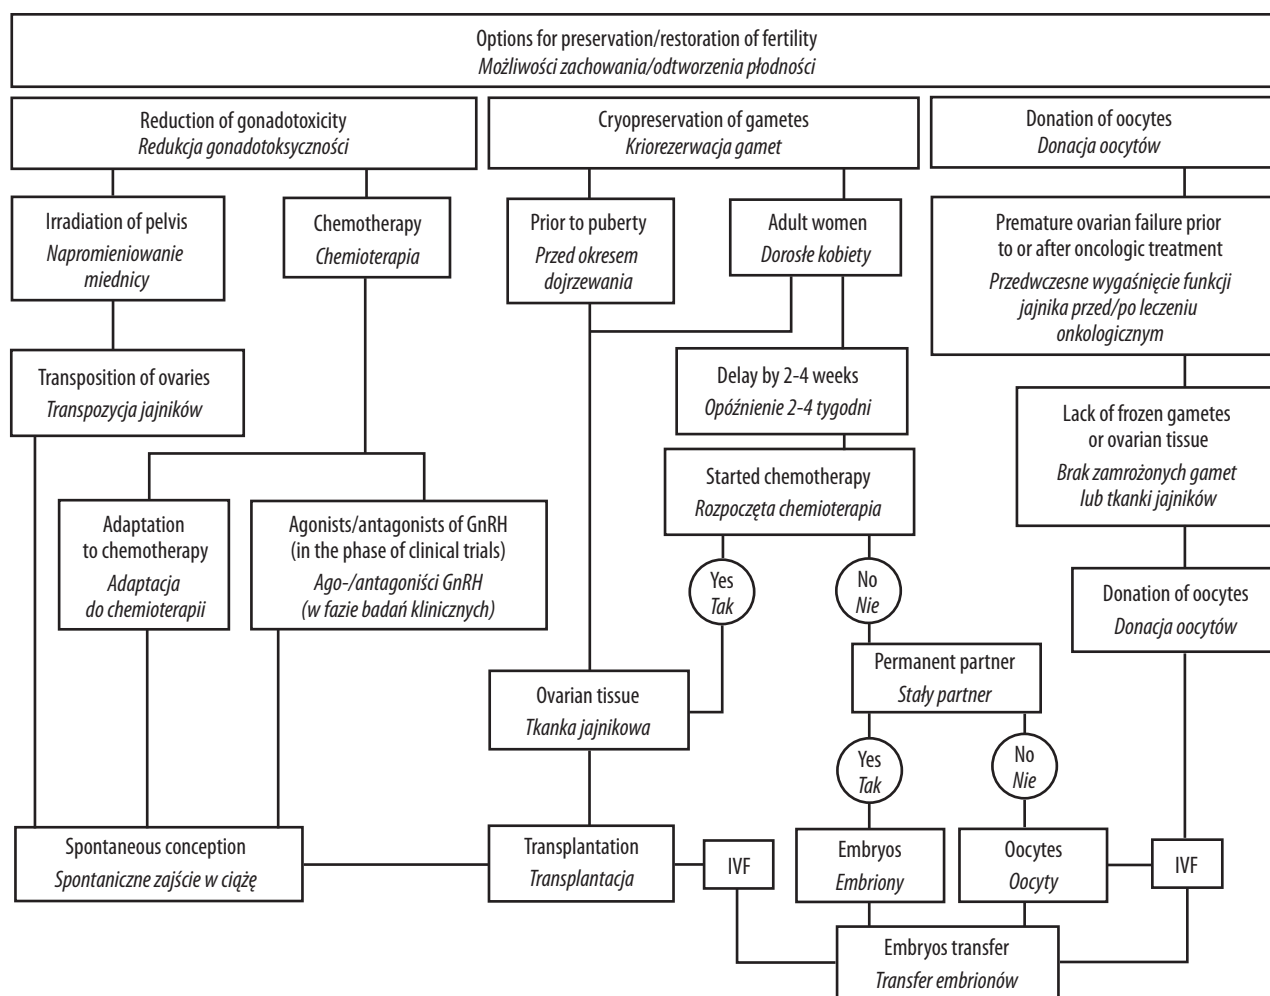 Options for preservation/restoration of fertility
Możliwości zachowania/odtworzenia płodności
Reduction of gonadotoxicity
Redukcja gonadotoksyczności
Cryopreservation of gametes
Kriorezerwacja gamet
Donation of oocytes
Donacja oocytów
Irradiation of pelvis
Napromieniowanie
miednicy
Chemotherapy
Chemioterapia
Prior to puberty
Przed okresem
dojrzewania
Adult women
Dorosłe kobiety
Premature ovarian failure prior
to or after oncologic treatment
Przedwczesne wygaśnięcie funkcji
jajnika przed/po leczeniu
onkologicznym
Transposition of ovaries
Transpozycja jajników
Delay by 2-4 weeks
Opóźnienie 2-4 tygodni
Lack of frozen gametes
or ovarian tissue
Brak zamrożonych gamet
lub tkanki jajników
Started chemotherapy
Rozpoczęta chemioterapia
Adaptation
to chemotherapy
Adaptacja
do chemioterapii
Agonists/antagonists of GnRH
(in the phase of clinical trials)
Ago-/antagoniści GnRH
(w fazie badań klinicznych)
Yes
Tak
No
Nie
Donation of oocytes
Donacja oocytów
Permanent partner
Stały partner
Ovarian tissue
Tkanka jajnikowa
Yes
Tak
No
Nie
Spontaneous conception
Spontaniczne zajście w ciążę
Transplantation
Transplantacja
IVF
Embryos
Embriony
Oocytes
Oocyty
IVF
Embryos transfer
Transfer embrionów